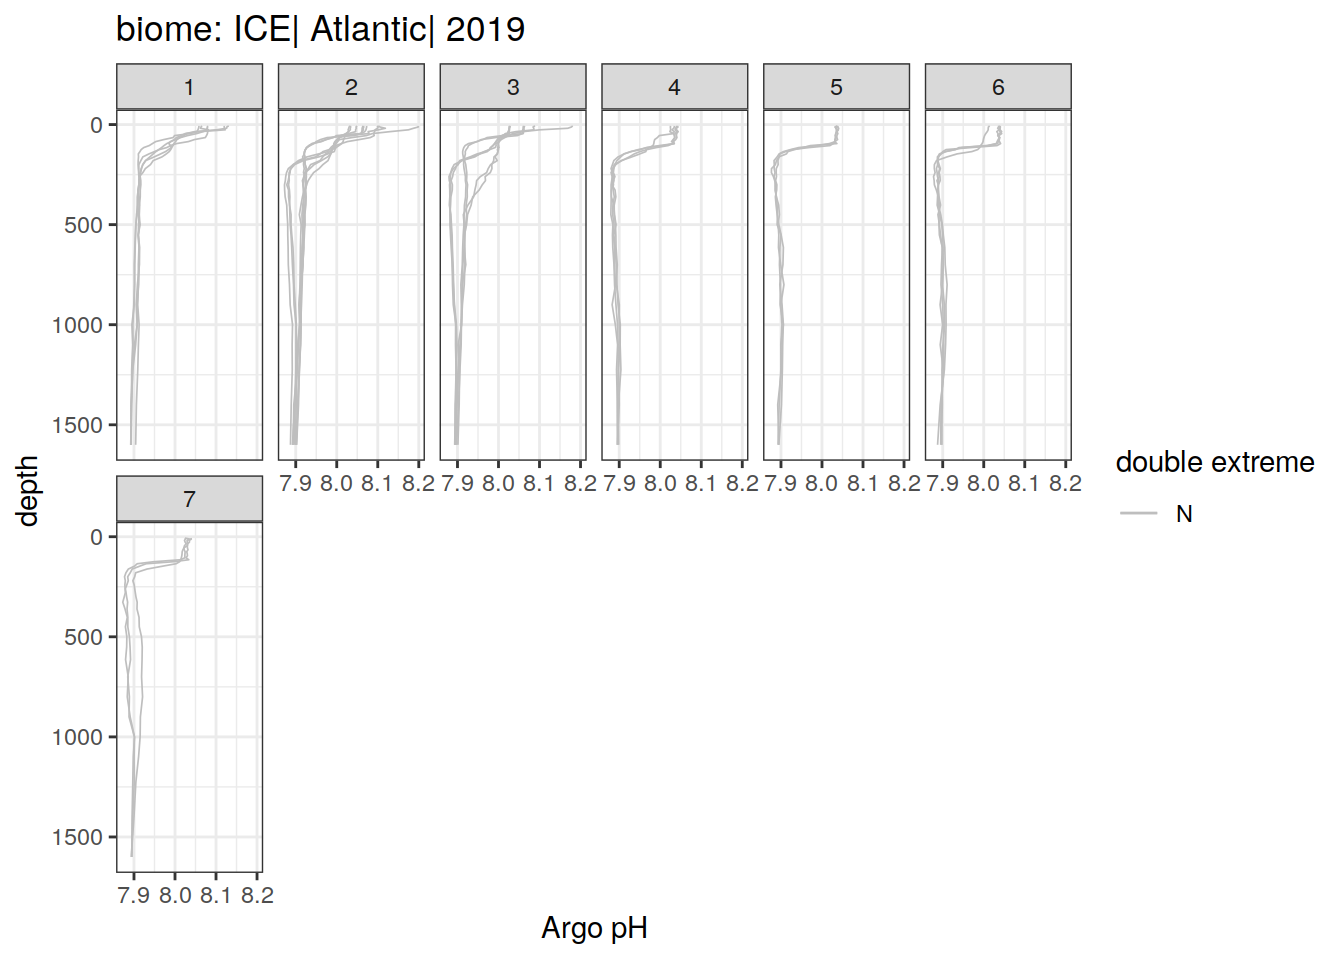 biome: ICE| Atlantic| 2019
1 2 3 4 5 6
0
500
1000
1500
7.9 8.0 8.1 8.2 7.9 8.0 8.1 8.2 7.9 8.0 8.1 8.2 7.9 8.0 8.1 8.2 7.9 8.0 8.1 8.2
7
0
500
1000
1500
7.9 8.0 8.1 8.2
depth
Argo pH
double extreme
N